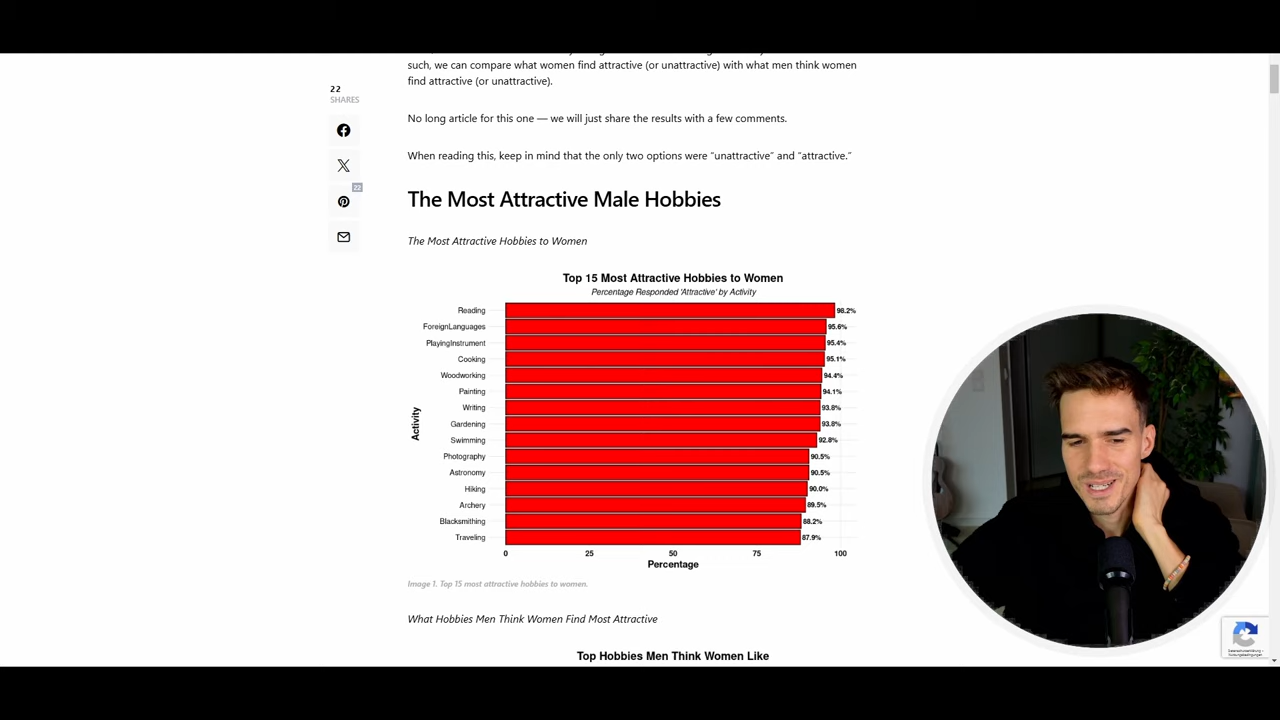 such, we can compare what women find attractive (or unattractive) with what men think women
find attractive (or unattractive).
22
SHARES
No long article for this one — we will just share the results with a few comments.
When reading this, keep in mind that the only two options were “unattractive” and “attractive.”
22
The Most Attractive Male Hobbies
The Most Attractive Hobbies to Women
Top 15 Most Attractive Hobbies to Women
Percentage Responded 'Attractive' by Activity
Reading 98.2%
ForeignLanguages 95.6%
PlayingInstrument 95.4%
Cooking 95.1%
Woodworking 94.4%
Painting 94.1%
Writing 93.8%
Gardening 93.8%
Swimming 92.8%
Photography 90.5%
Astronomy 90.5%
Hiking 90.0%
Archery 89.5%
Blacksmithing 88.2%
Traveling 87.9%
Activity
0 25 50 75 100
Percentage
Image 1. Top 15 most attractive hobbies to women.
What Hobbies Men Think Women Find Most Attractive
Top Hobbies Men Think Women Like